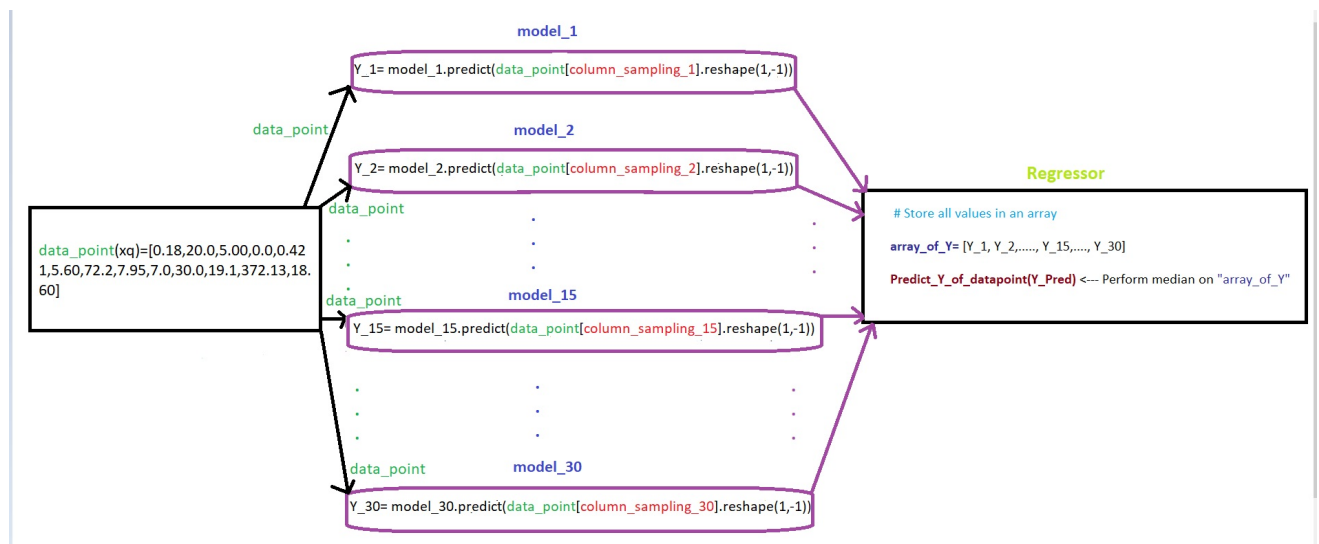 model_1
Y_1= model_1.predict(data_point[column_sampling_1].reshape(1,-1))
data_point
model_2
Y_2= model_2.predict(data_point[column_sampling_2].reshape(1,-1))
data_point
data_point(xq)=[0.18,20.0,5.00,0.0,0.42
1,5.60,72.2,7.95,7.0,30.0,19.1,372.13,18.
60]
Regressor
# Store all values in an array
array_of_Y= [Y_1, Y_2,....., Y_15,...., Y_30]
Predict_Y_of_datapoint(Y_Pred) <--- Perform median on "array_of_Y"
data_point
model_15
Y_15= model_15.predict(data_point[column_sampling_15].reshape(1,-1))
data_point
model_30
Y_30= model_30.predict(data_point[column_sampling_30].reshape(1,-1))